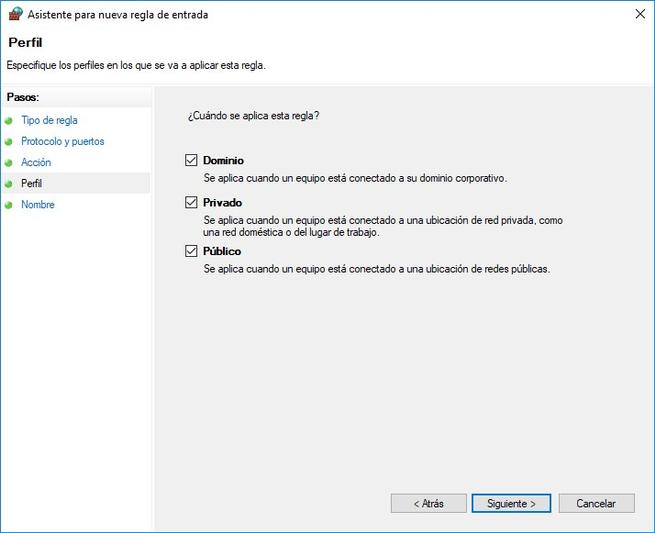 Asistente para nueva regla de entrada
Perfil
Especifique los perfiles en los que se va a aplicar esta regla.
Pasos:
Tipo de regla
Protocolo y puertos
Acción
Perfil
Nombre
¿Cuándo se aplica esta regla?
Dominio
Se aplica cuando un equipo está conectado a su dominio corporativo.
Privado
Se aplica cuando un equipo está conectado a una ubicación de red privada, como
una red doméstica o del lugar de trabajo.
Público
Se aplica cuando un equipo está conectado a una ubicación de redes públicas.
< Atrás
Siguiente >
Cancelar